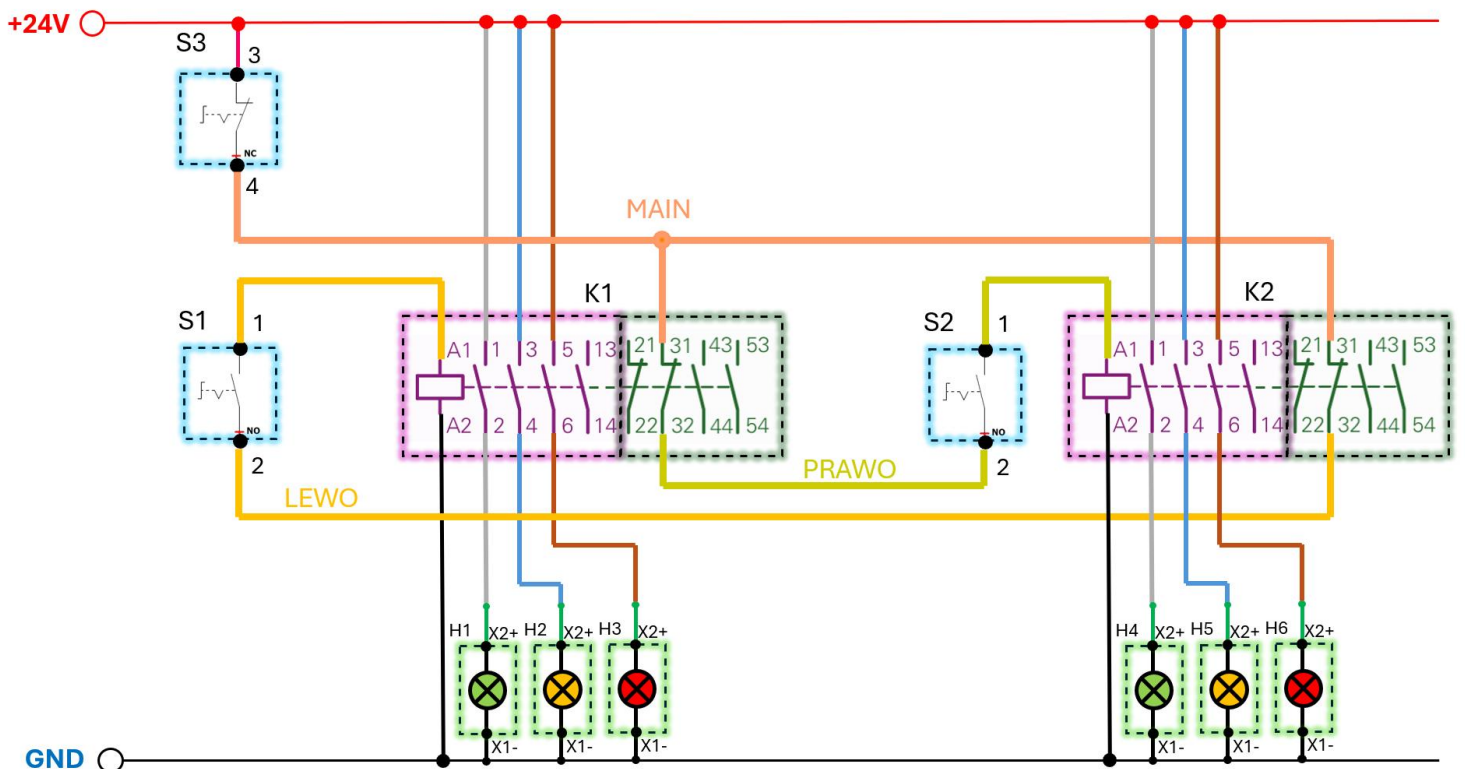 +24V
S3
3
NC
4
MAIN
K1
K2
S1
1
S2
1
A1 1 3 5 13 21 31 43 53
A1 1 3 5 13 21 31 43 53
NO
NO
A2 2 4 6 14 22 32 44 54
A2 2 4 6 14 22 32 44 54
2
2
PRAWO
LEWO
H1 X2+ H2 X2+ H3 X2+
H4 X2+ H5 X2+ H6 X2+
X1- X1- X1-
X1- X1- X1-
GND